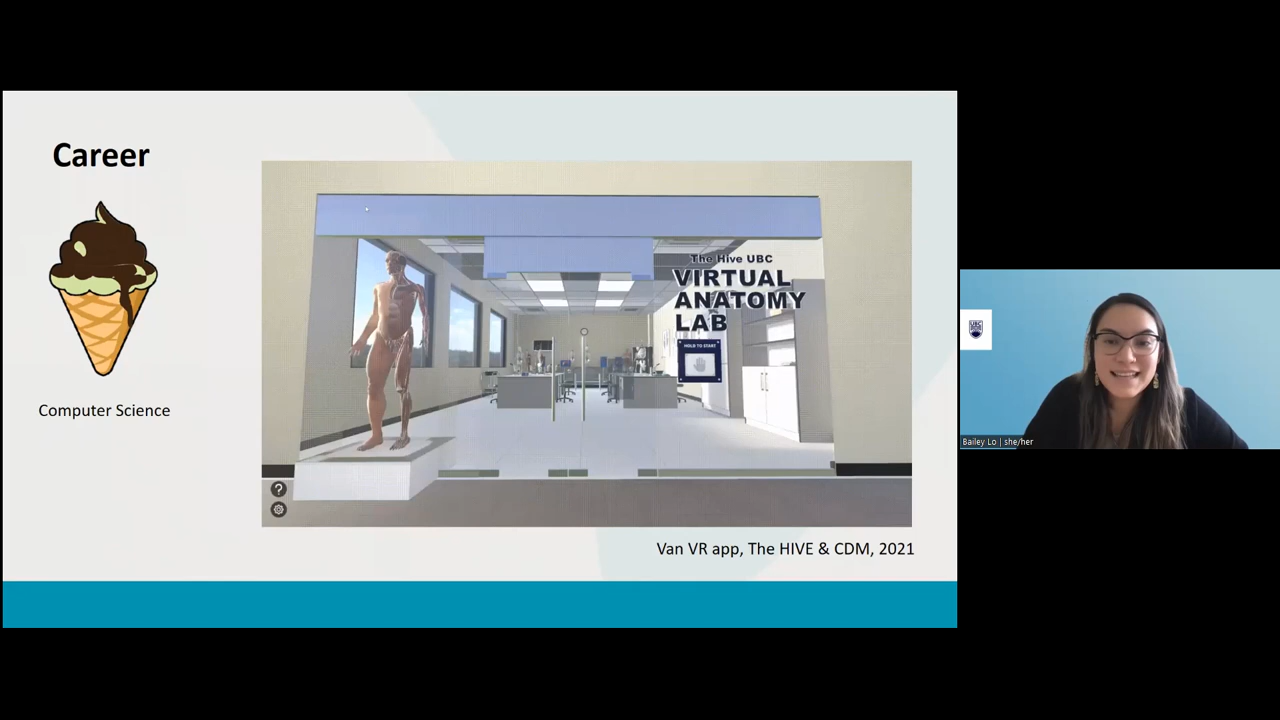 Career
Computer Science
The Hive UBC
VIRTUAL
ANATOMY
LAB
HOLD TO START
?
Van VR app, The HIVE & CDM, 2021
UBC
Bailey Lo | she/her